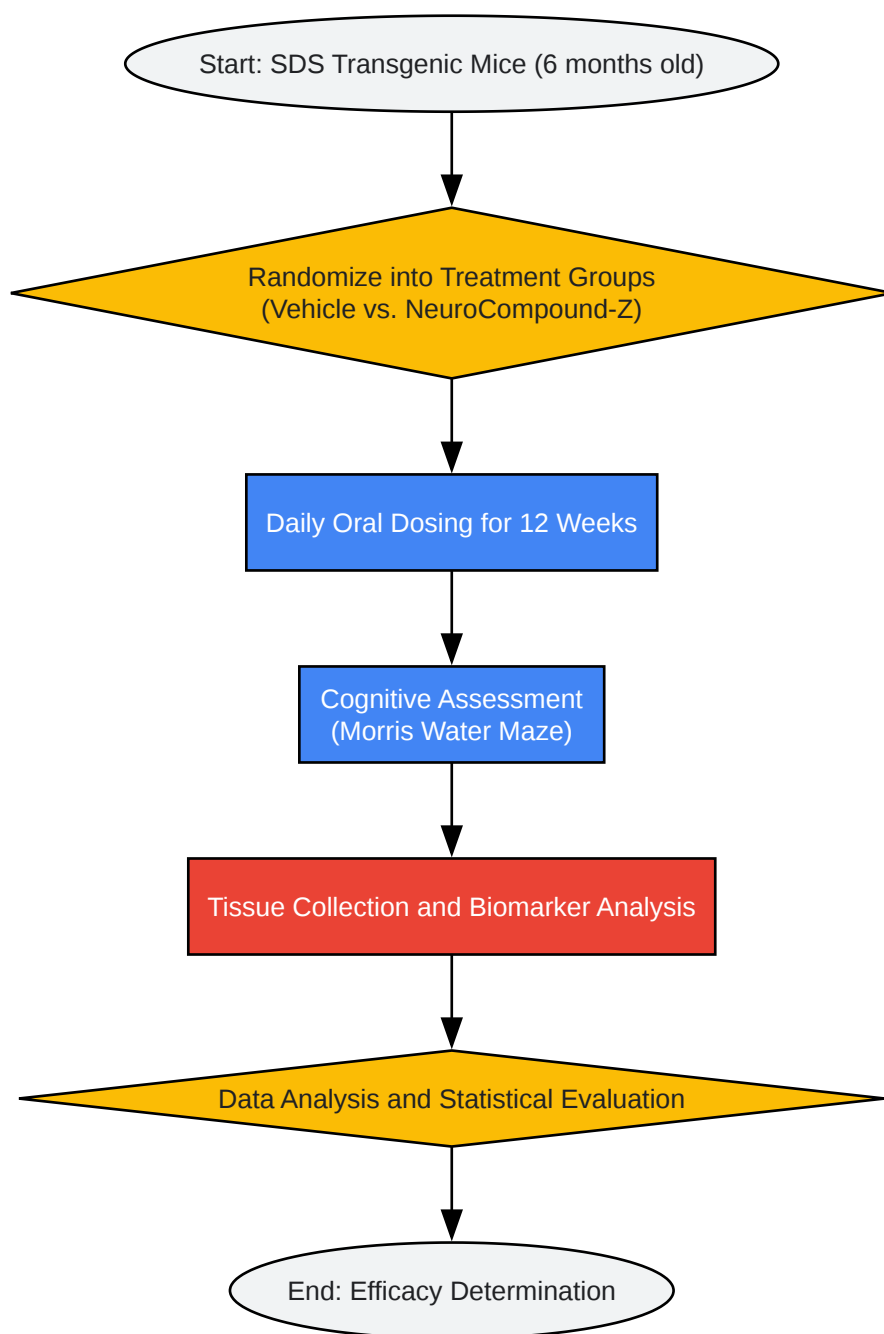 Start: SDS Transgenic Mice (6 months old)
Randomize into Treatment Groups
(Vehicle vs. NeuroCompound-Z)
Daily Oral Dosing for 12 Weeks
Cognitive Assessment
(Morris Water Maze)
Tissue Collection and Biomarker Analysis
Data Analysis and Statistical Evaluation
End: Efficacy Determination